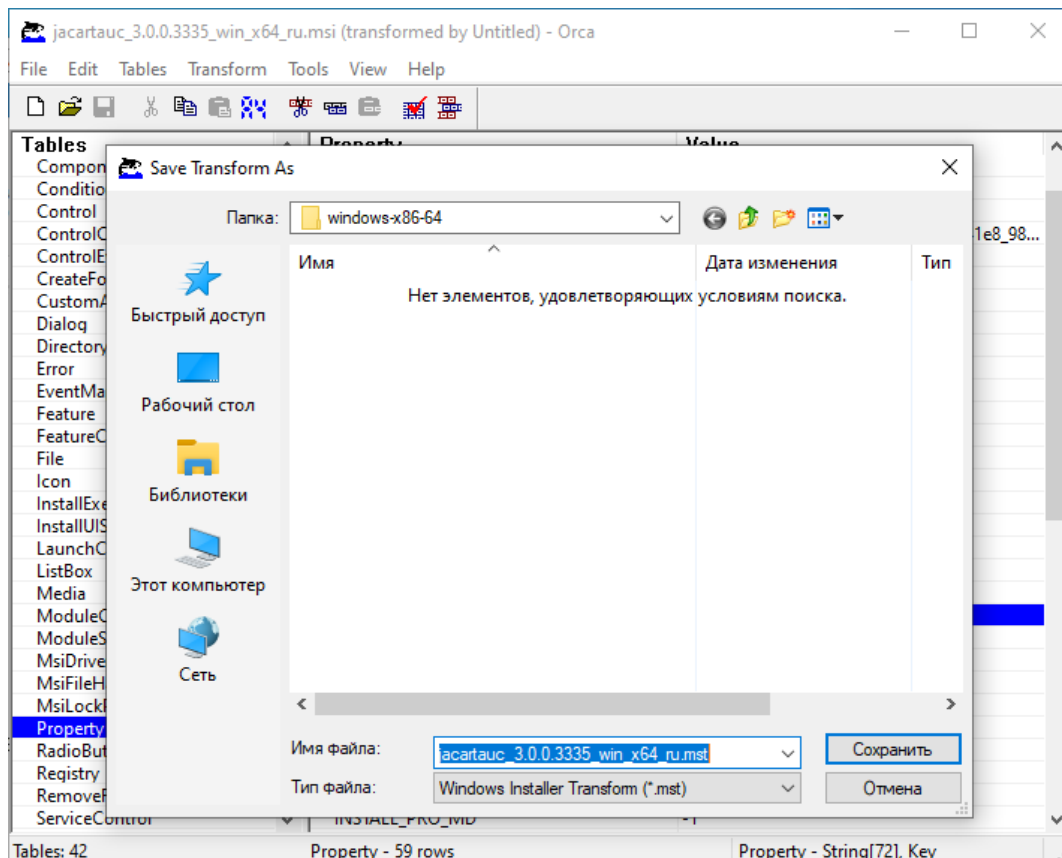 jacartauc_3.0.0.3335_win_x64_ru.msi (transformed by Untitled) - Orca
File Edit Tables Transform Tools View Help
Tables Property Value
Compon
Conditio
Control
ControlC 1e8_98...
ControlE
CreateFo
CustomA
Dialog
Directory
Error
EventMa
Feature
FeatureC
File
Icon
InstallExe
InstallUIS
LaunchC
ListBox
Media
ModuleC
ModuleS
MsiDrive
MsiFileH
MsiLockP
Property
RadioBut
Registry
RemoveF
ServiceControl INSTALL_PRO_MD -1
Save Transform As
Папка: windows-x86-64
Имя Дата изменения Тип
Нет элементов, удовлетворяющих условиям поиска.
Быстрый доступ
Рабочий стол
Библиотеки
Этот компьютер
Сеть
Имя файла: jacartauc_3.0.0.3335_win_x64_ru.mst Сохранить
Тип файла: Windows Installer Transform (*.mst) Отмена
Tables: 42 Property - 59 rows Property - String[72], Key